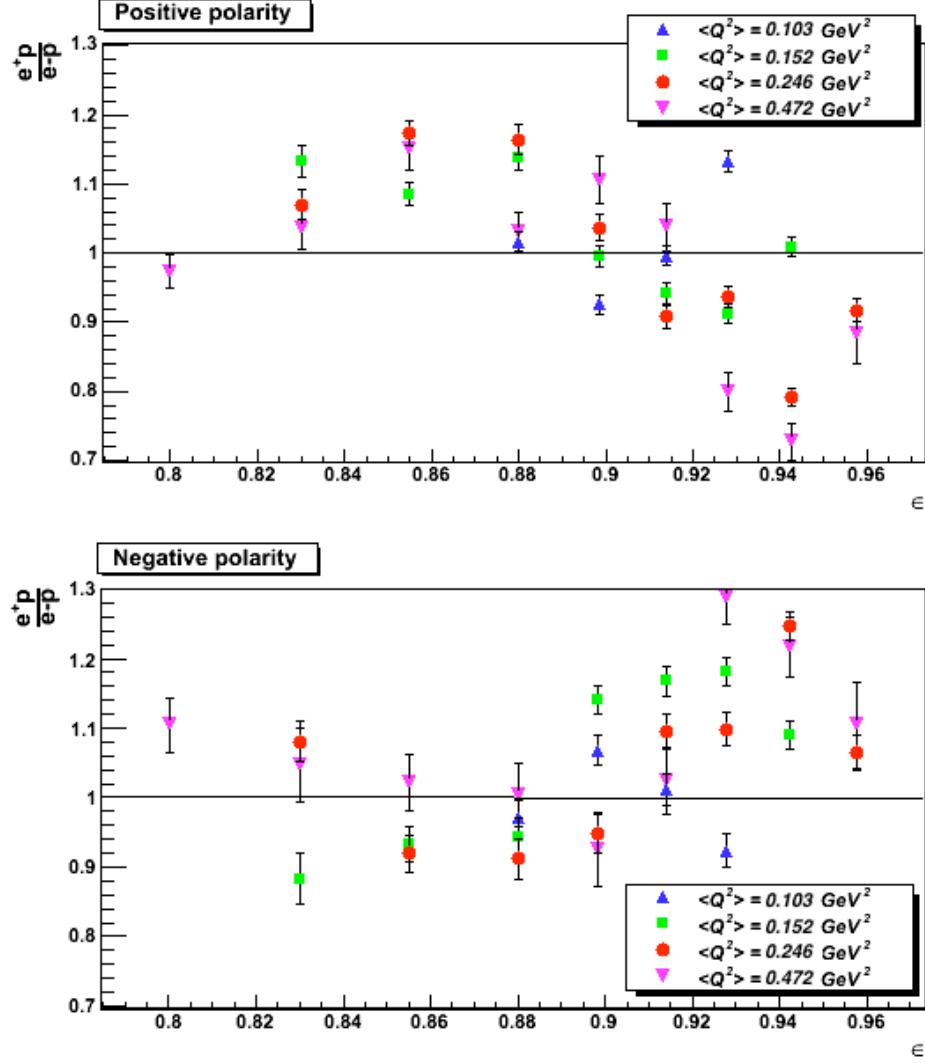 Positive polarity
e⁺p
e-p
<Q²> = 0.103 GeV²
<Q²> = 0.152 GeV²
<Q²> = 0.246 GeV²
<Q²> = 0.472 GeV²
1.3
1.2
1.1
1
0.9
0.8
0.7
0.8 0.82 0.84 0.86 0.88 0.9 0.92 0.94 0.96
∈
Negative polarity
e⁺p
e-p
1.3
1.2
1.1
1
0.9
0.8
0.7
<Q²> = 0.103 GeV²
<Q²> = 0.152 GeV²
<Q²> = 0.246 GeV²
<Q²> = 0.472 GeV²
0.8 0.82 0.84 0.86 0.88 0.9 0.92 0.94 0.96
∈